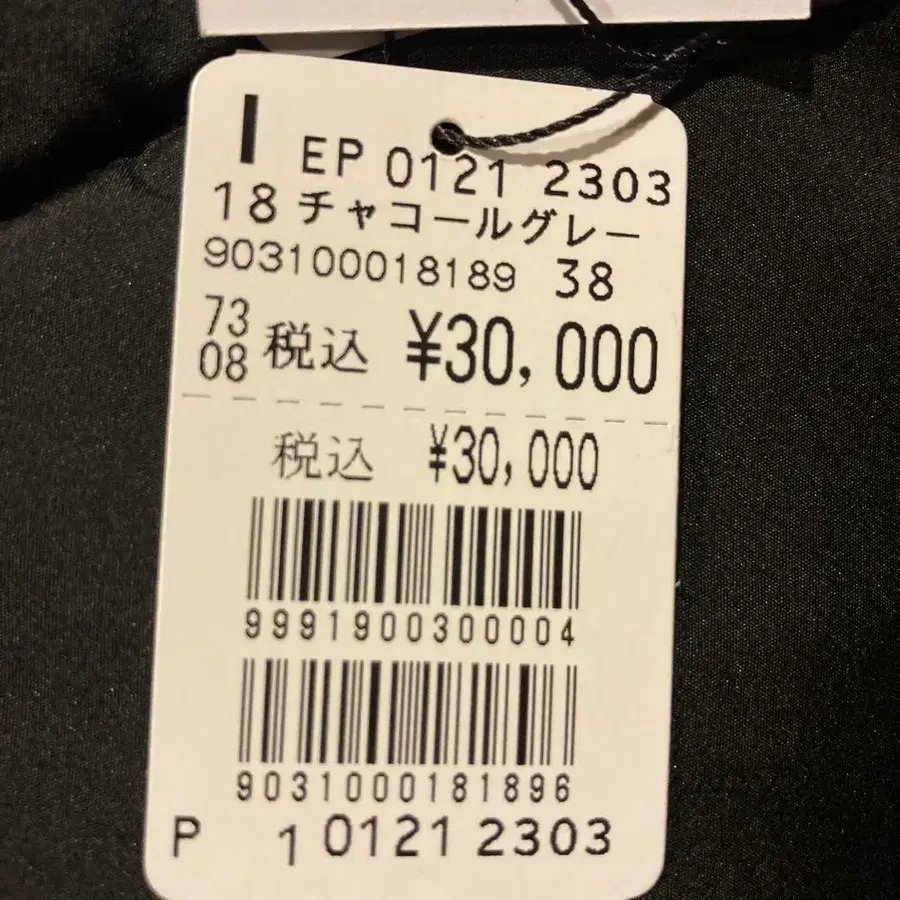 I EP 0121 2303
18 チャコールグレー
903100018189 38
73
08 税込 ¥30,000
税込 ¥30,000
9991900300004
9031000181896
P 1 0121 2303